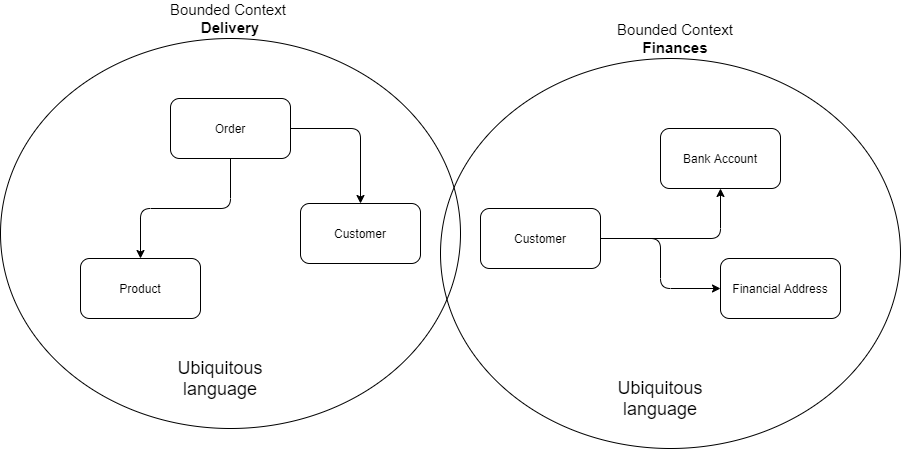 Bounded Context
Delivery
Bounded Context
Finances
Order
Bank Account
Customer
Customer
Product
Financial Address
Ubiquitous
language
Ubiquitous
language